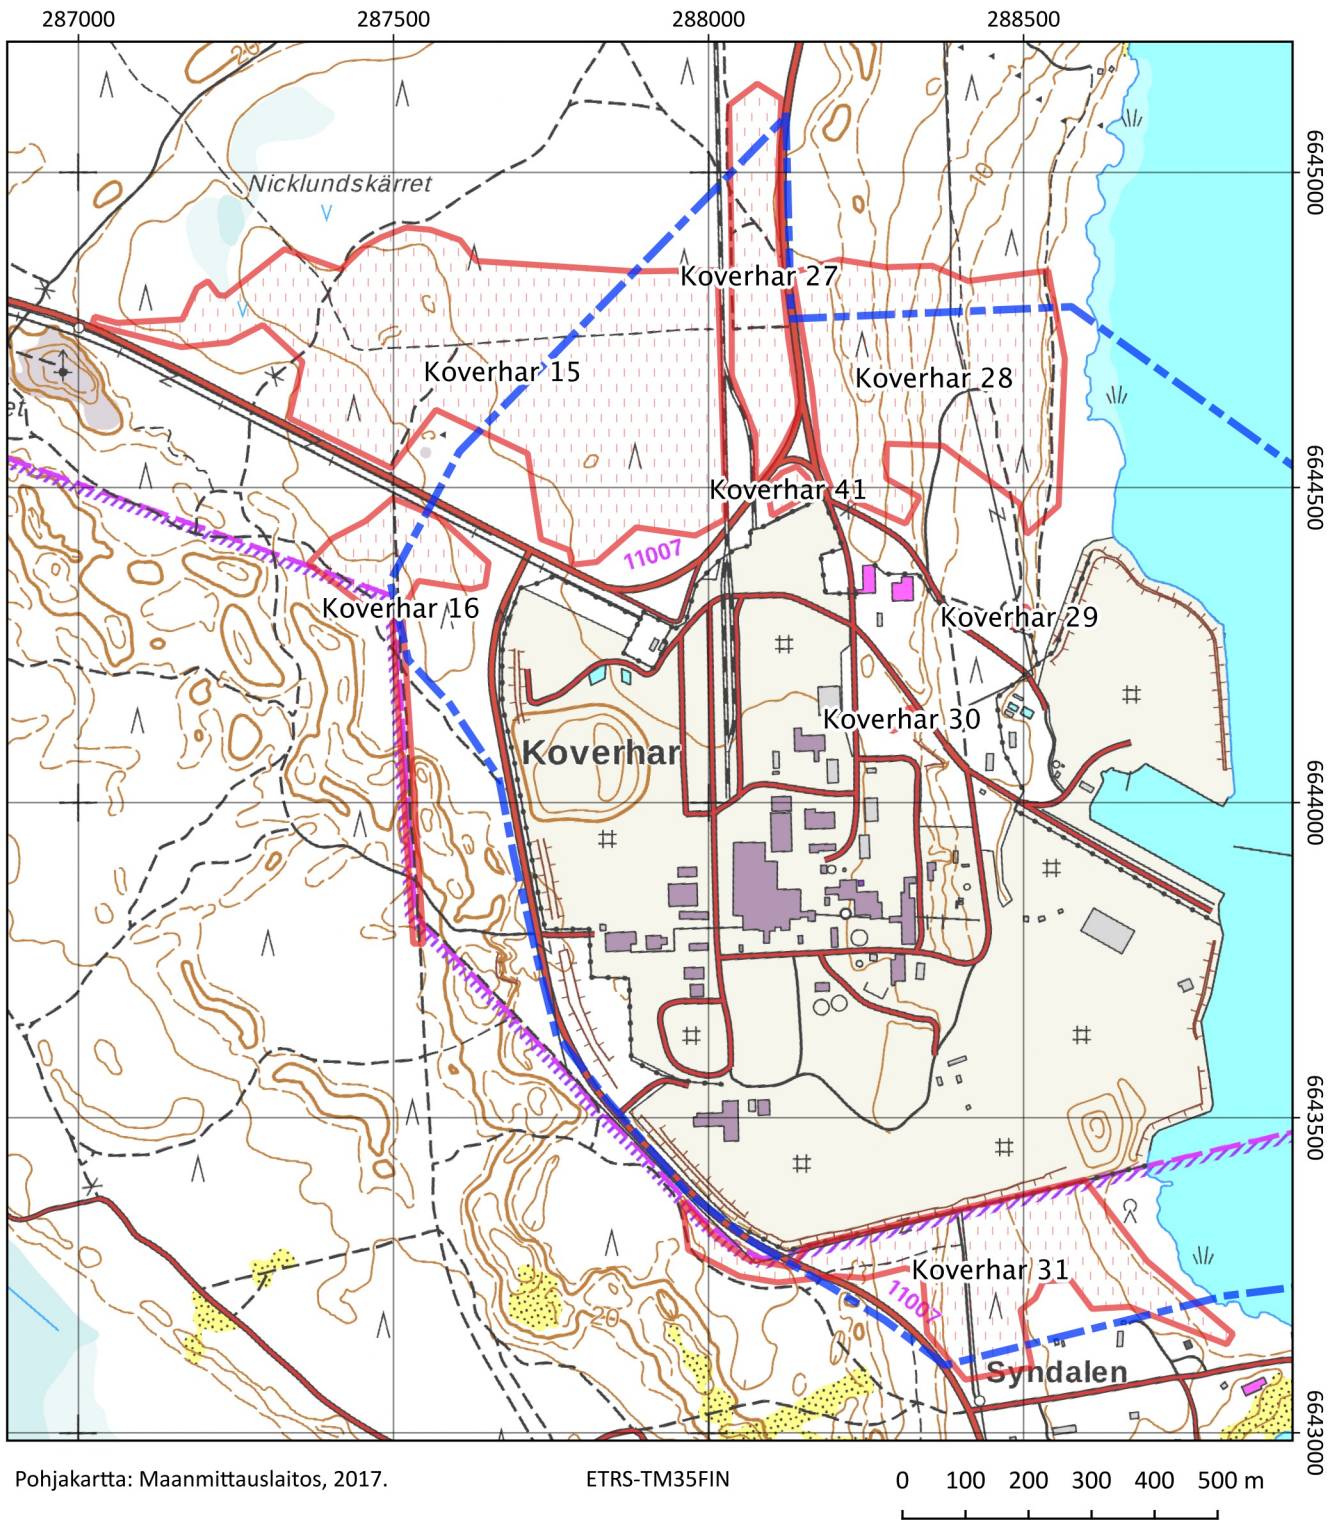 287000 287500 288000 288500
20
Nicklundskärret
10
6645000
Koverhar 27
Koverhar 15
Koverhar 28
et
Koverhar 41
6644500
11007
Koverhar 16
Koverhar 29
Koverhar 30
Koverhar
6644000
6643500
Koverhar 31
11007
20
Syndalen
6643000
Pohjakartta: Maanmittauslaitos, 2017. ETRS-TM35FIN 0 100 200 300 400 500 m